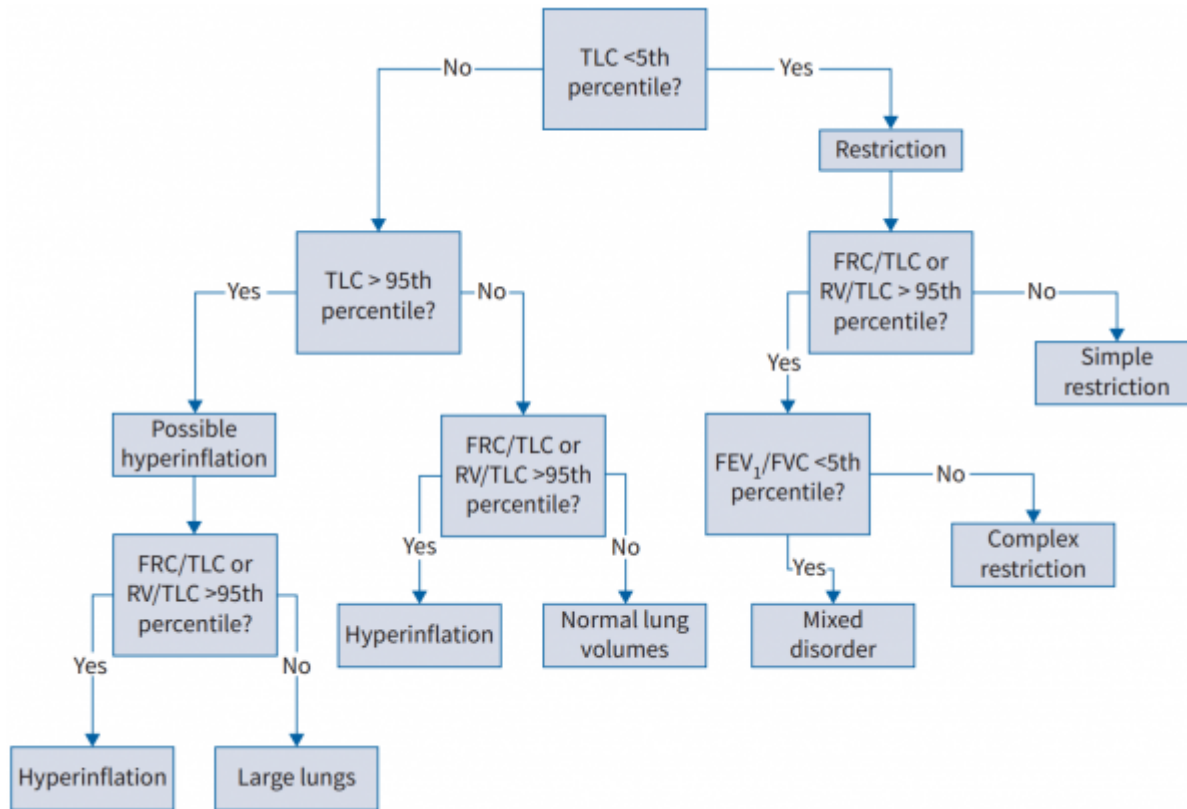 TLC <5th
percentile?
No
Yes
Restriction
TLC > 95th
percentile?
Yes
No
FRC/TLC or
RV/TLC > 95th
percentile?
No
Yes
Simple
restriction
Possible
hyperinflation
FRC/TLC or
RV/TLC >95th
percentile?
Yes
No
FEV₁/FVC <5th
percentile?
No
Yes
Complex
restriction
FRC/TLC or
RV/TLC >95th
percentile?
Yes
No
Hyperinflation
Normal lung
volumes
Mixed
disorder
Hyperinflation
Large lungs